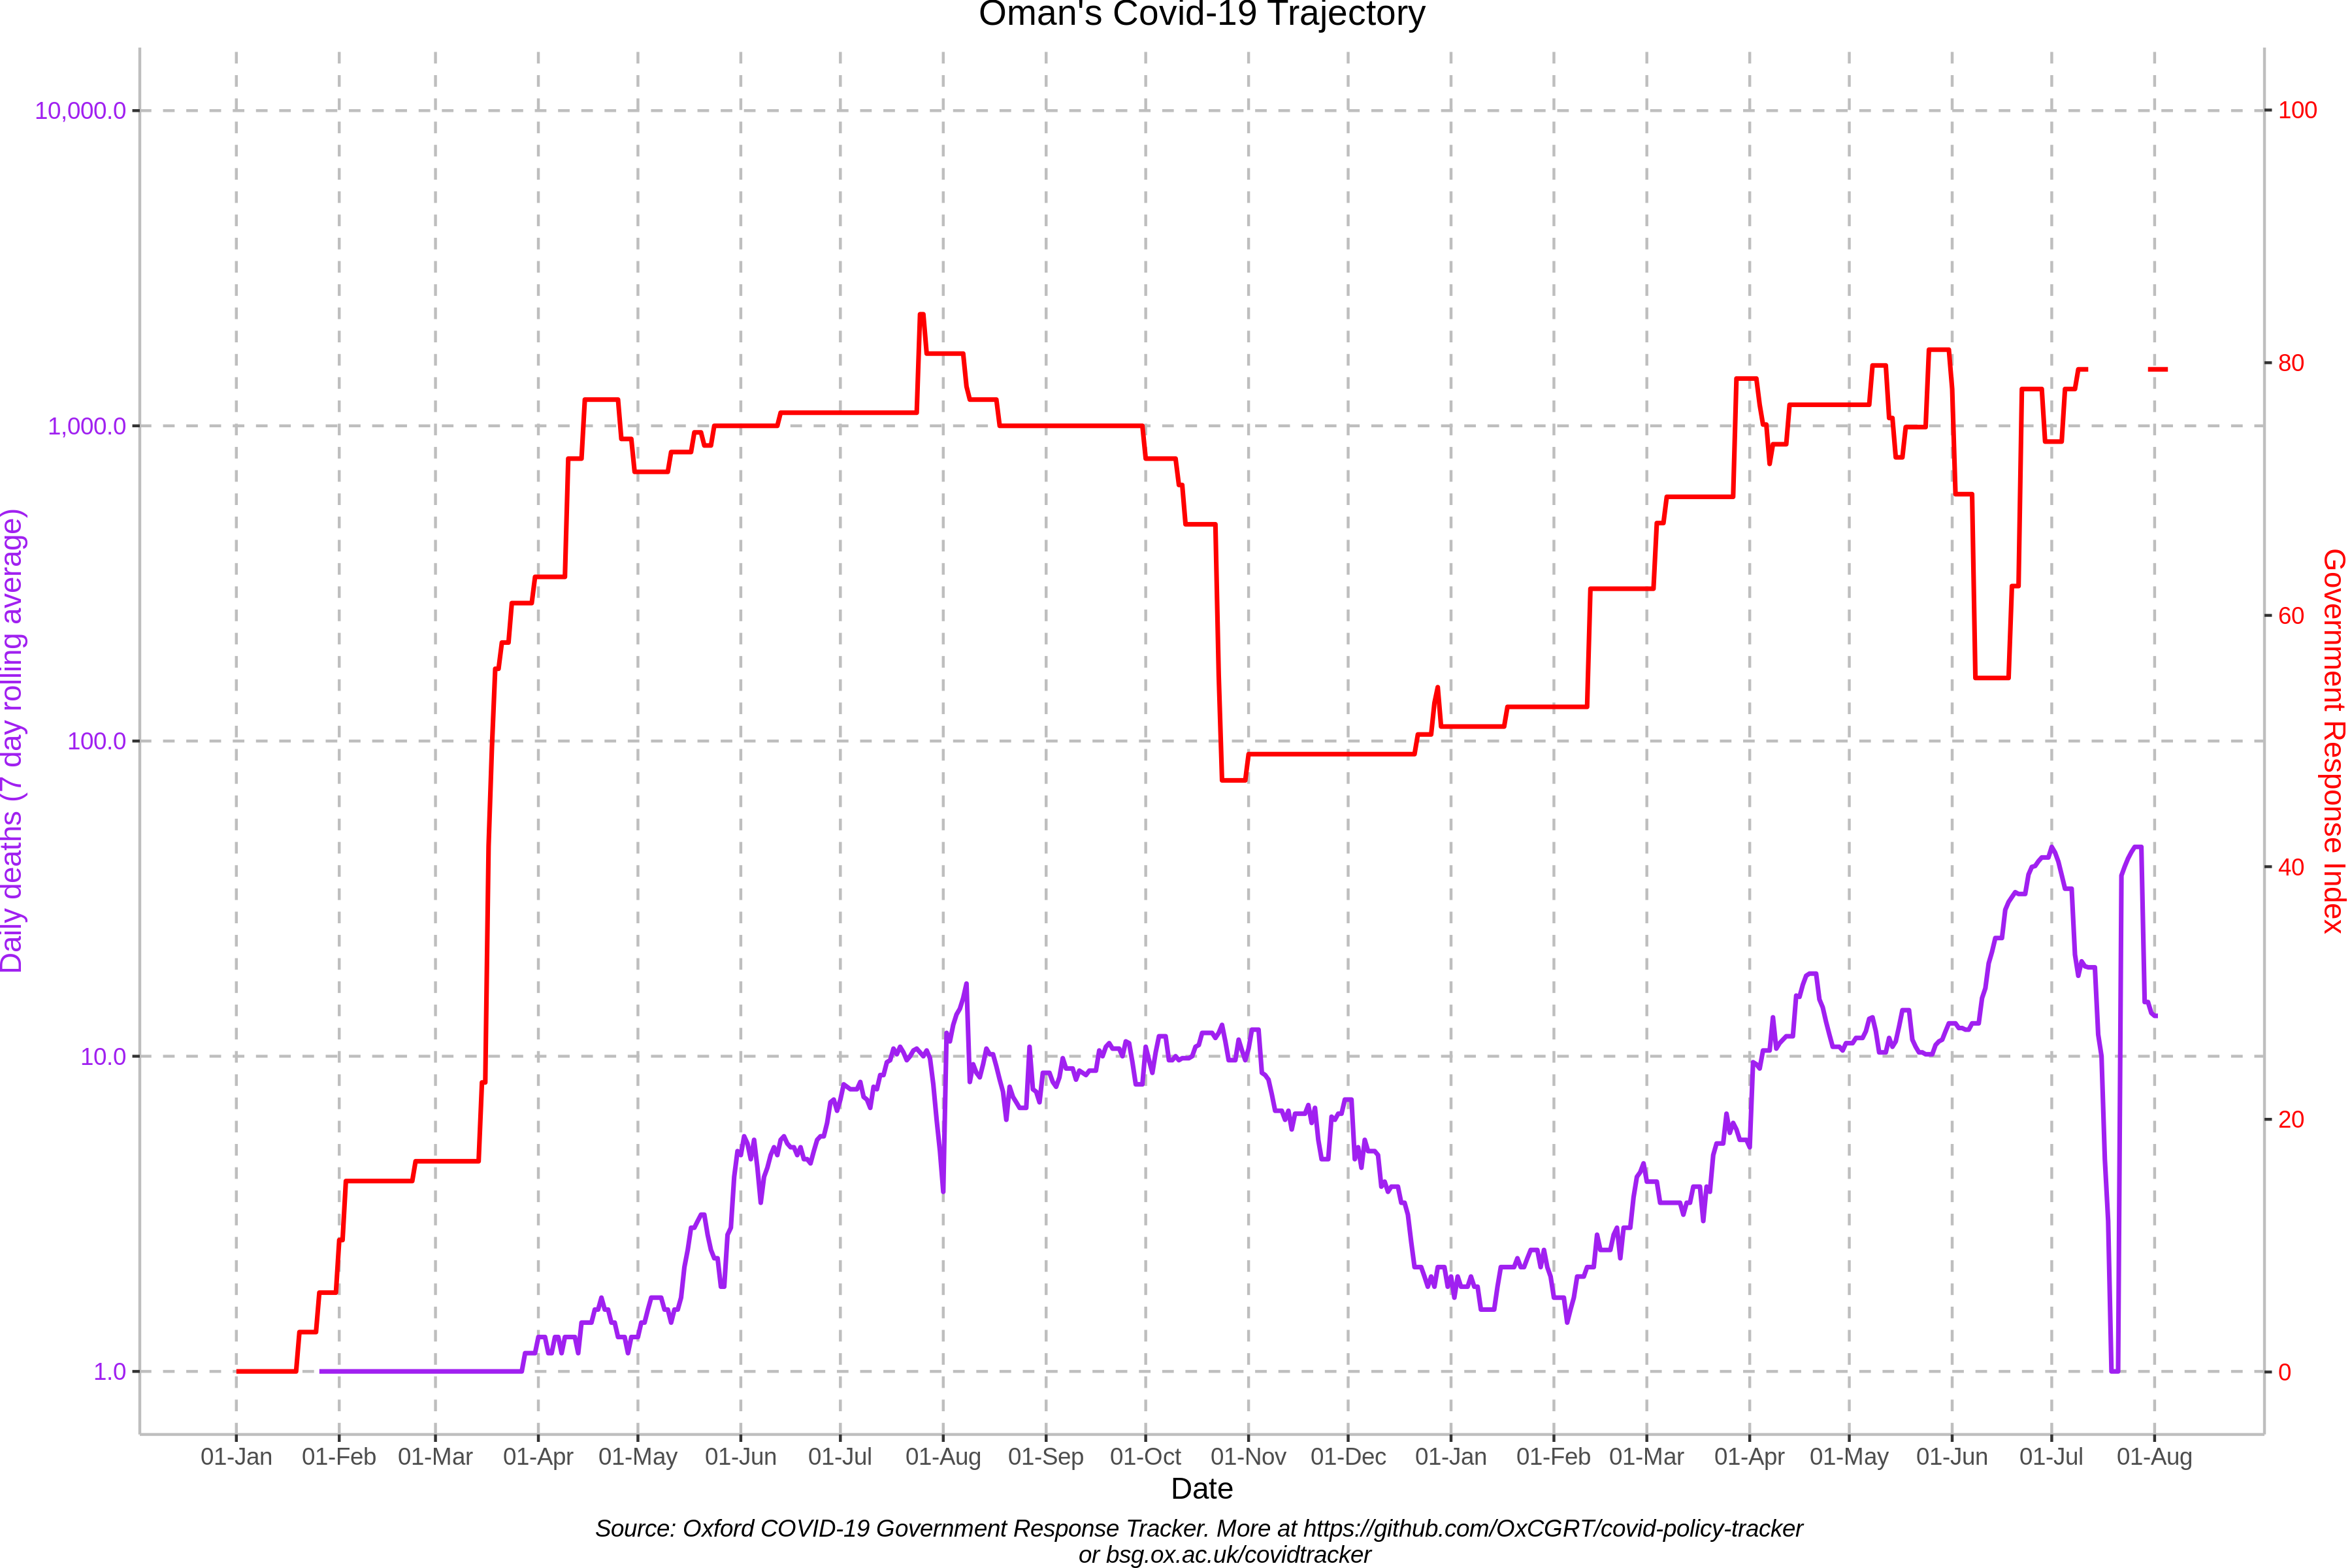 Oman's Covid-19 Trajectory
10,000.0
1,000.0
100.0
10.0
1.0
Daily deaths (7 day rolling average)
100
80
60
40
20
0
Government Response Index
01-Jan 01-Feb 01-Mar 01-Apr 01-May 01-Jun 01-Jul 01-Aug 01-Sep 01-Oct 01-Nov 01-Dec 01-Jan 01-Feb 01-Mar 01-Apr 01-May 01-Jun 01-Jul 01-Aug
Date
Source: Oxford COVID-19 Government Response Tracker. More at https://github.com/OxCGRT/covid-policy-tracker
or bsg.ox.ac.uk/covidtracker